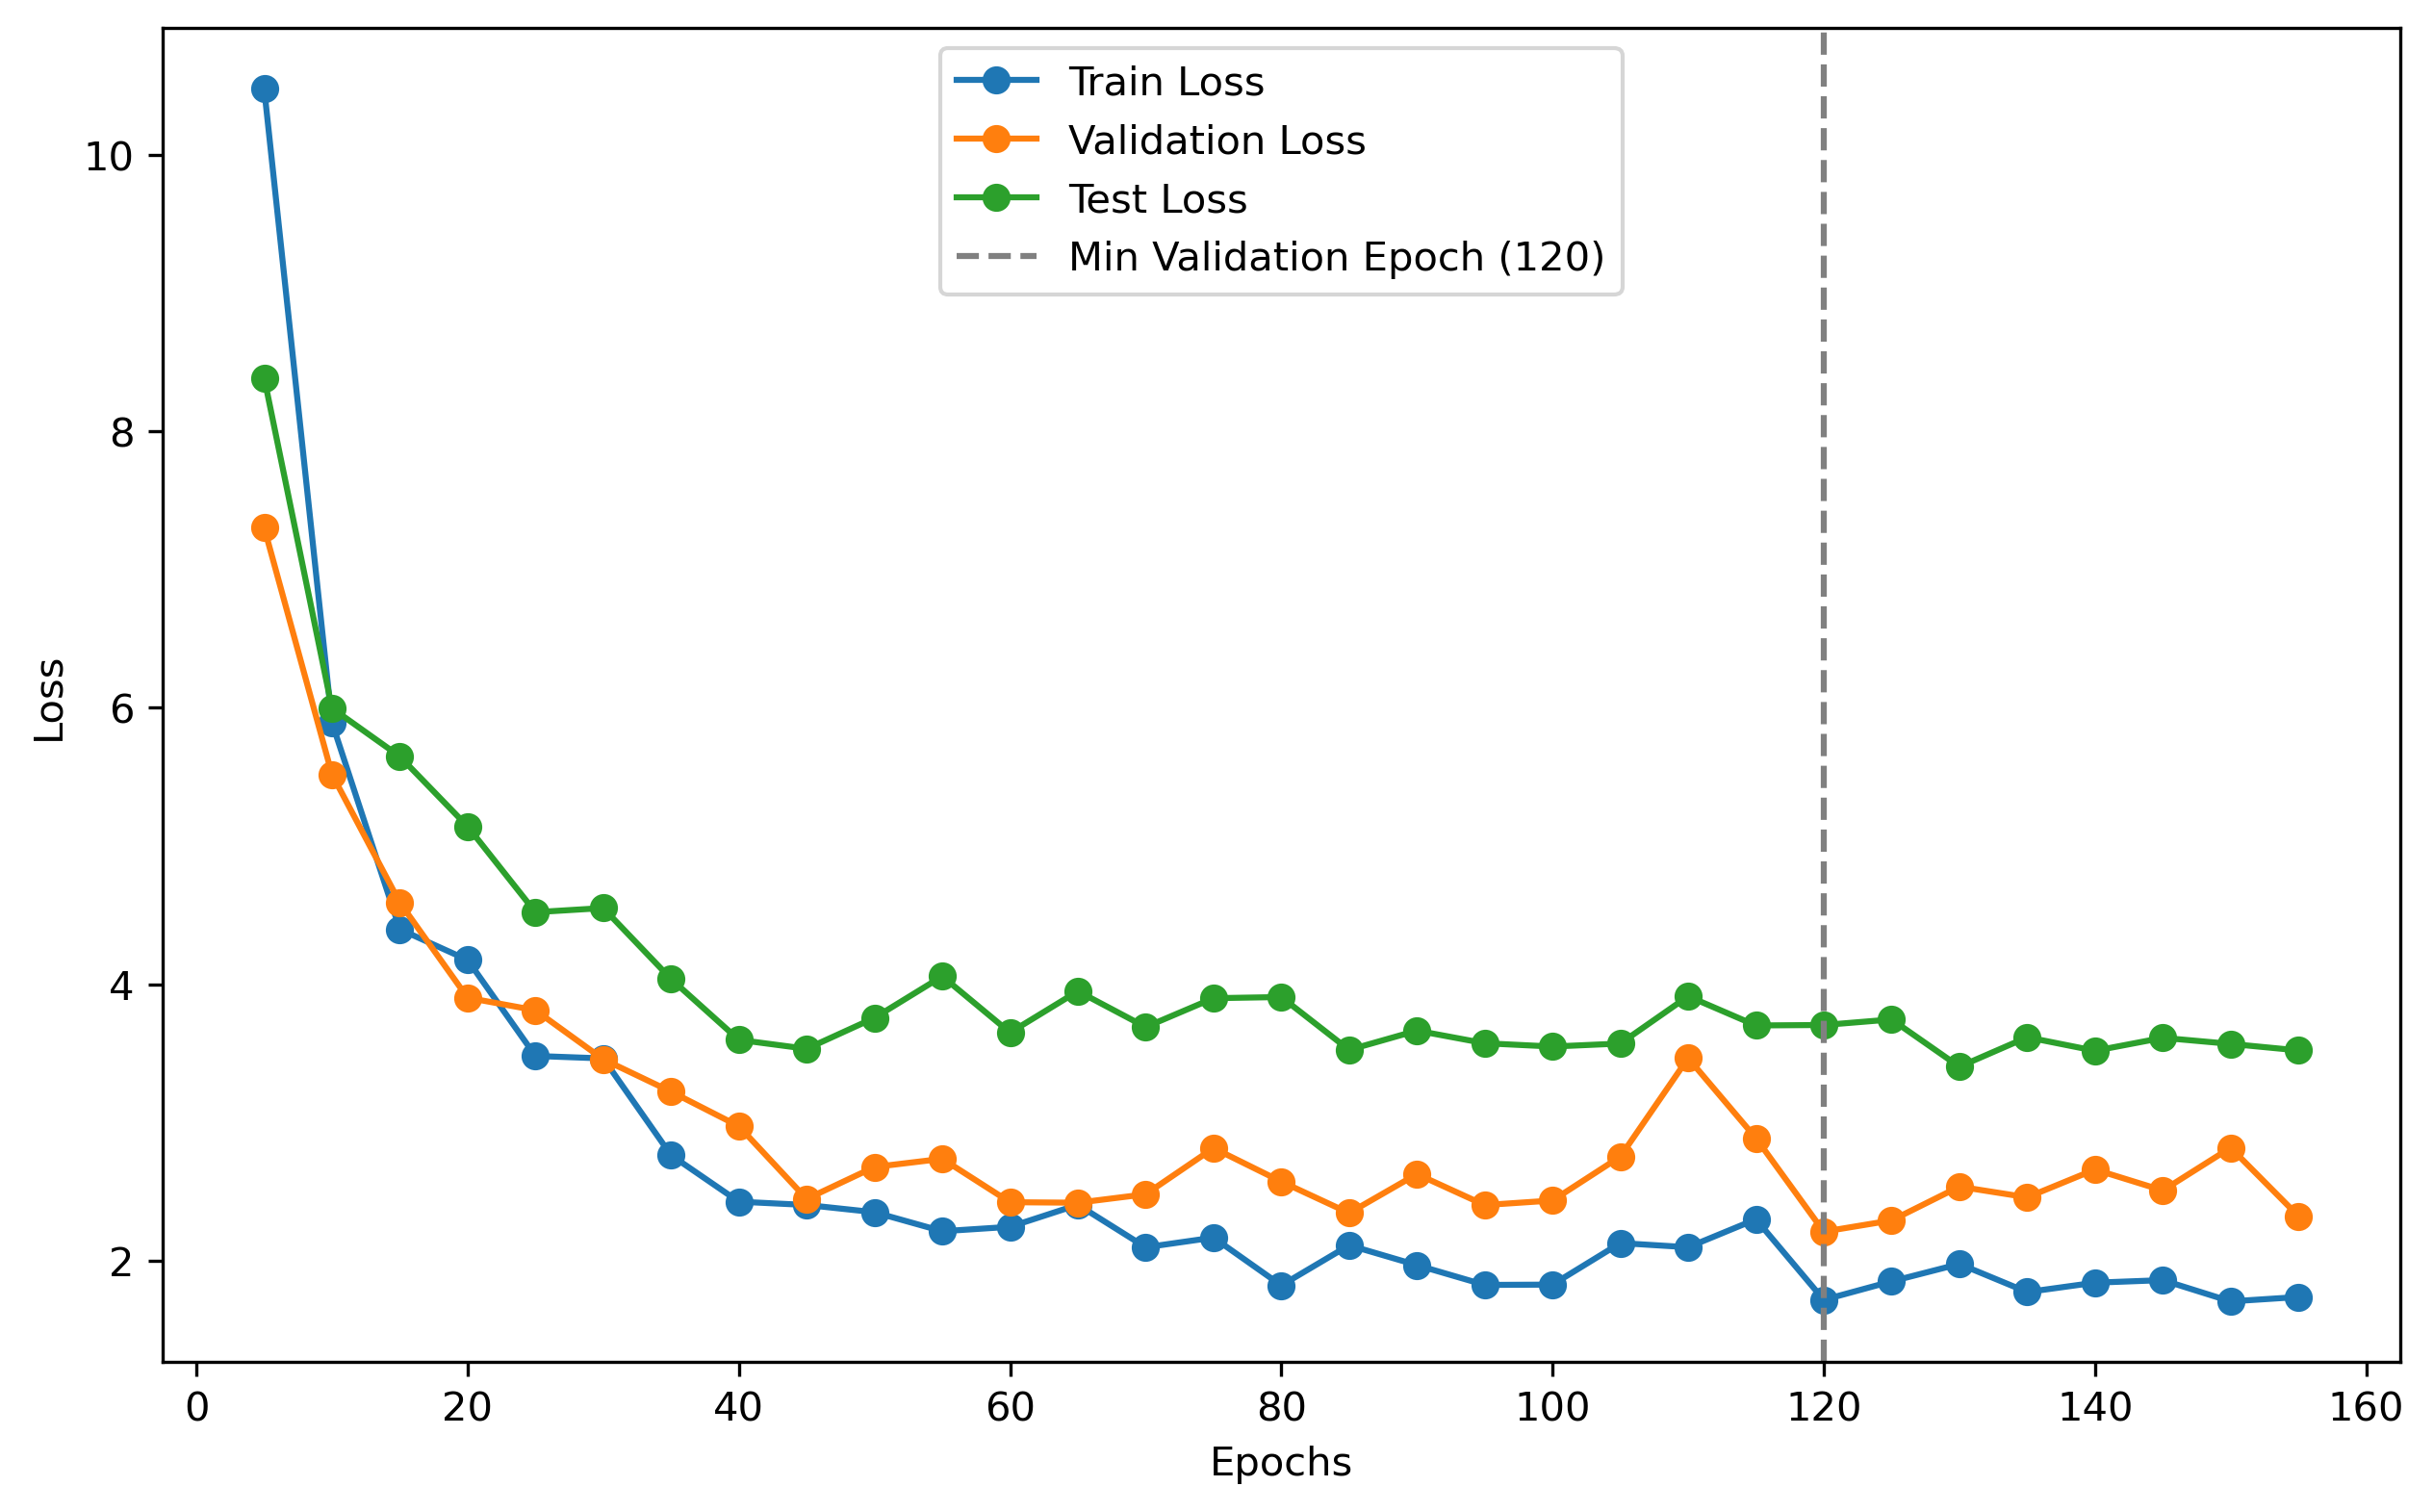 Train Loss
Validation Loss
Test Loss
Min Validation Epoch (120)
10
8
6
4
2
Loss
0 20 40 60 80 100 120 140 160
Epochs